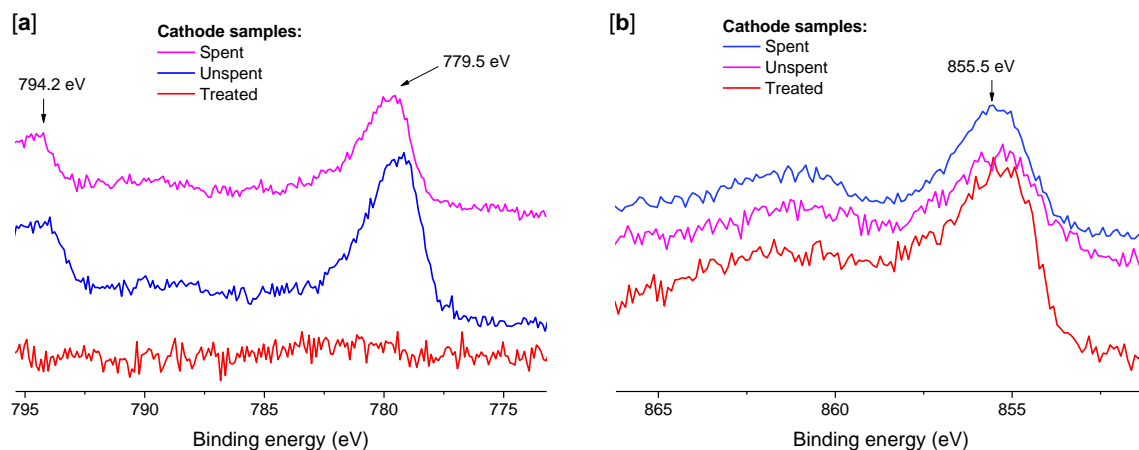 [a]
Cathode samples:
Spent
Unspent
Treated
794.2 eV
779.5 eV
795 790 785 780 775
Binding energy (eV)
[b]
Cathode samples:
Spent
Unspent
Treated
855.5 eV
865 860 855
Binding energy (eV)